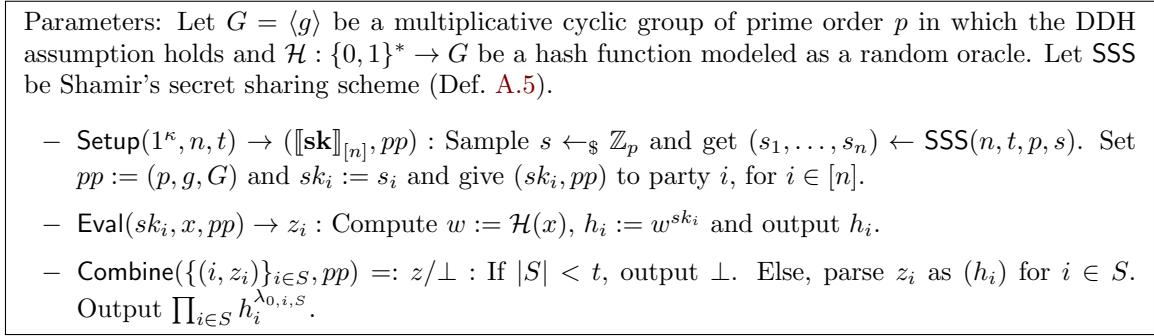 Parameters: Let G = ⟨g⟩ be a multiplicative cyclic group of prime order p in which the DDH
assumption holds and ℋ : {0, 1}* → G be a hash function modeled as a random oracle. Let SSS
be Shamir's secret sharing scheme (Def. A.5).
– Setup(1^κ, n, t) → (⟦sk⟧_[n], pp) : Sample s ←_$ ℤ_p and get (s_1, . . . , s_n) ← SSS(n, t, p, s). Set
pp := (p, g, G) and sk_i := s_i and give (sk_i, pp) to party i, for i ∈ [n].
– Eval(sk_i, x, pp) → z_i : Compute w := ℋ(x), h_i := w^{sk_i} and output h_i.
– Combine({(i, z_i)}_{i∈S}, pp) =: z/⊥ : If |S| < t, output ⊥. Else, parse z_i as (h_i) for i ∈ S.
Output ∏_{i∈S} h_i^{λ_{0,i,S}}.